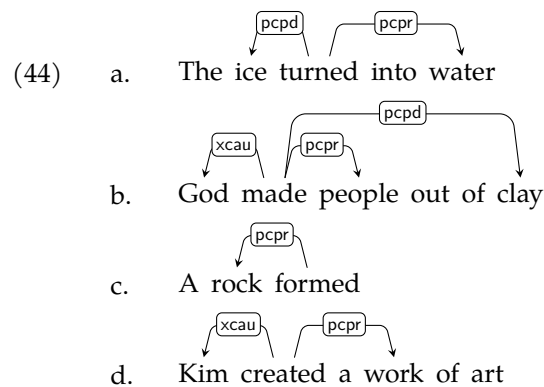 pcpd pcpr
(44) a. The ice turned into water
pcpd
xcau pcpr
b. God made people out of clay
pcpr
c. A rock formed
xcau pcpr
d. Kim created a work of art